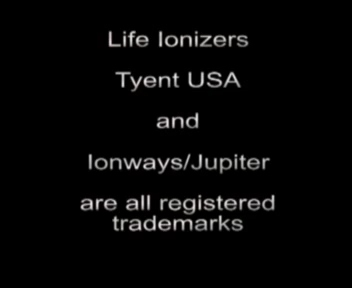 Life Ionizers
Tyent USA
and
Ionways/Jupiter
are all registered
trademarks